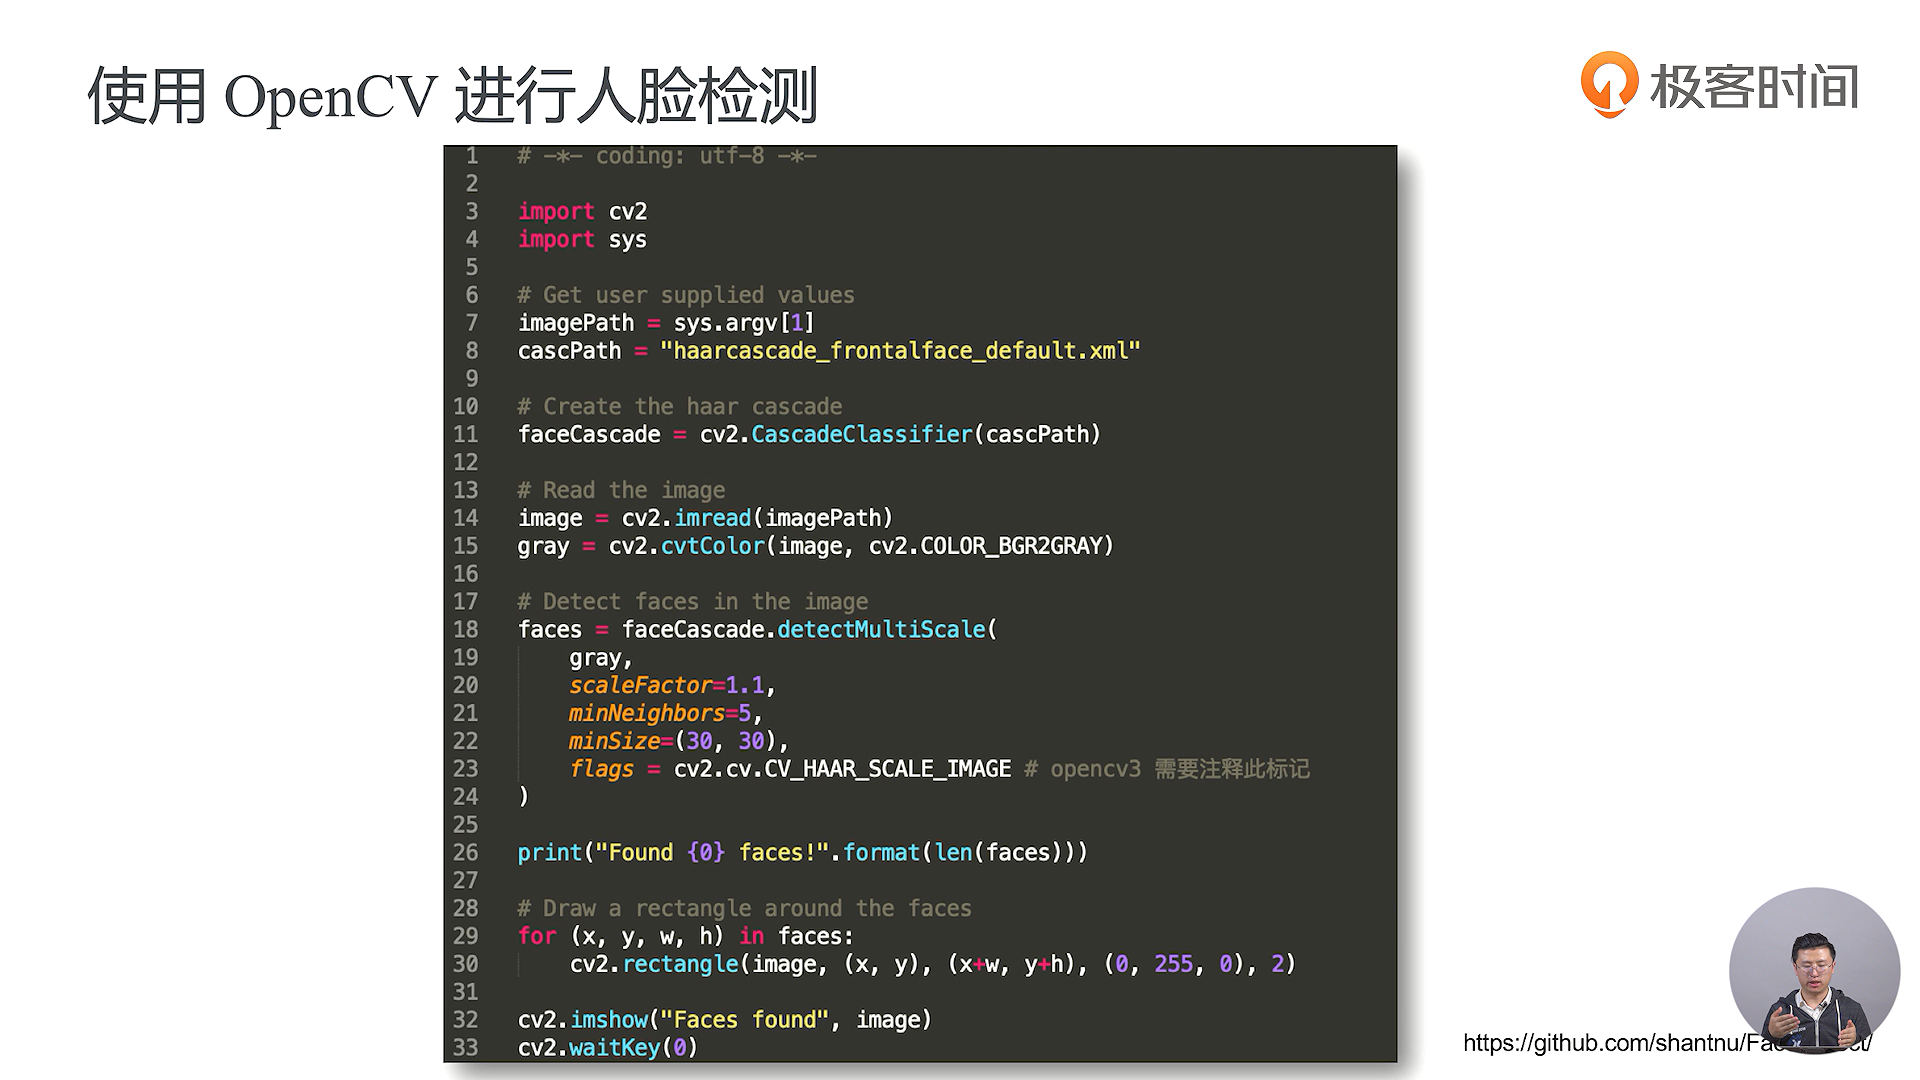 使用 OpenCV 进行人脸检测
极客时间
1 # -*- coding: utf-8 -*-
2
3 import cv2
4 import sys
5
6 # Get user supplied values
7 imagePath = sys.argv[1]
8 cascPath = "haarcascade_frontalface_default.xml"
9
10 # Create the haar cascade
11 faceCascade = cv2.CascadeClassifier(cascPath)
12
13 # Read the image
14 image = cv2.imread(imagePath)
15 gray = cv2.cvtColor(image, cv2.COLOR_BGR2GRAY)
16
17 # Detect faces in the image
18 faces = faceCascade.detectMultiScale(
19     gray,
20     scaleFactor=1.1,
21     minNeighbors=5,
22     minSize=(30, 30),
23     flags = cv2.cv.CV_HAAR_SCALE_IMAGE # opencv3 需要注释此标记
24 )
25
26 print("Found {0} faces!".format(len(faces)))
27
28 # Draw a rectangle around the faces
29 for (x, y, w, h) in faces:
30     cv2.rectangle(image, (x, y), (x+w, y+h), (0, 255, 0), 2)
31
32 cv2.imshow("Faces found", image)
33 cv2.waitKey(0)
https://github.com/shantnu/